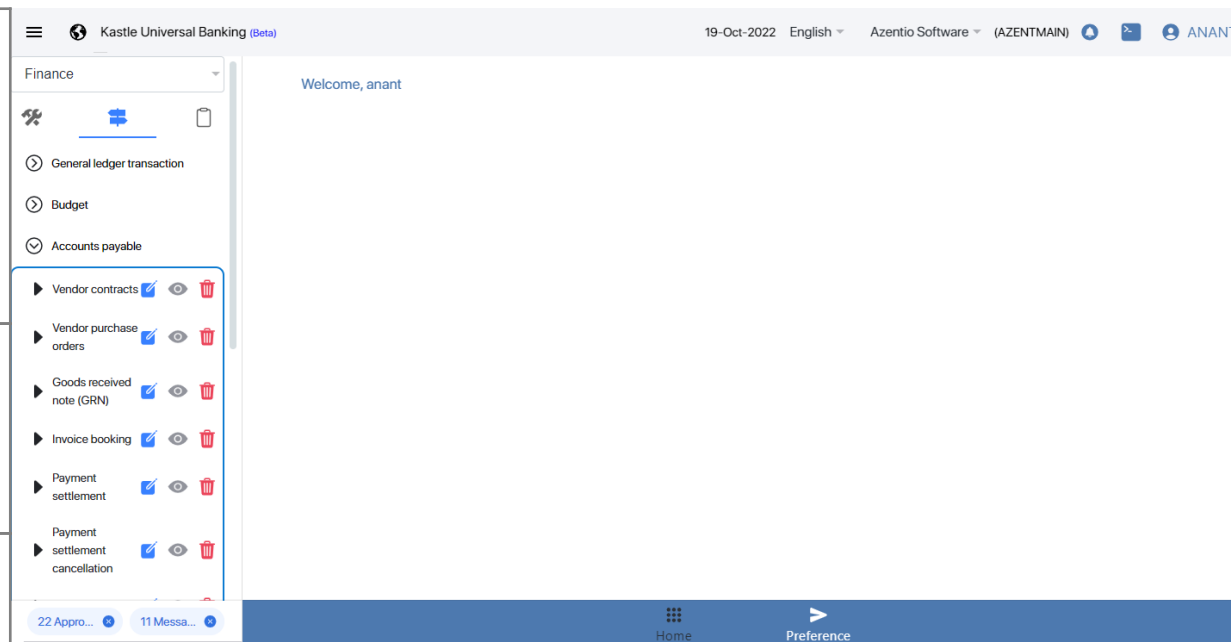 Kastle Universal Banking (Beta)
19-Oct-2022 English Azentio Software (AZENTMAIN) ANANT
Finance
Welcome, anant
General ledger transaction
Budget
Accounts payable
Vendor contracts
Vendor purchase
orders
Goods received
note (GRN)
Invoice booking
Payment
settlement
Payment
settlement
cancellation
22 Appro... 11 Messa...
Home
Preference